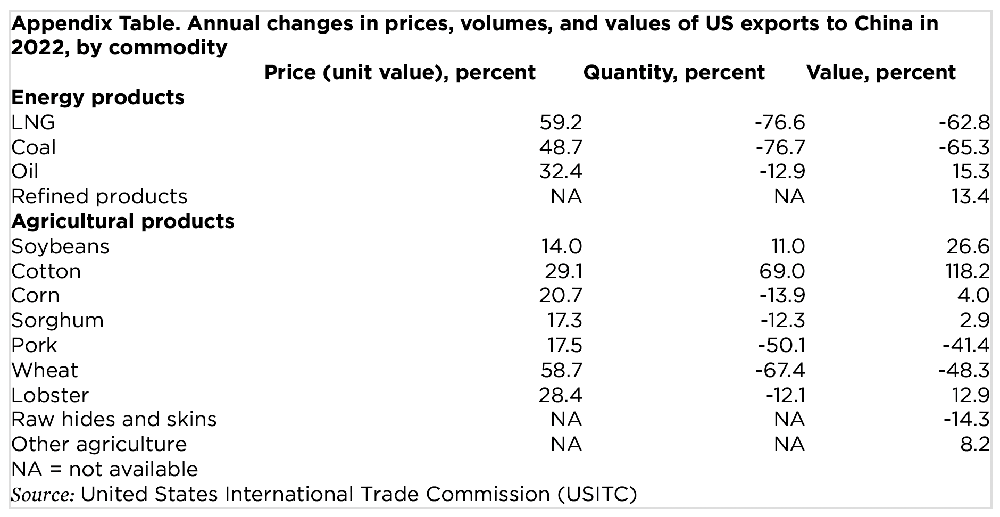 Appendix Table. Annual changes in prices, volumes, and values of US exports to China in
2022, by commodity
Price (unit value), percent Quantity, percent Value, percent
Energy products
LNG 59.2 -76.6 -62.8
Coal 48.7 -76.7 -65.3
Oil 32.4 -12.9 15.3
Refined products NA NA 13.4
Agricultural products
Soybeans 14.0 11.0 26.6
Cotton 29.1 69.0 118.2
Corn 20.7 -13.9 4.0
Sorghum 17.3 -12.3 2.9
Pork 17.5 -50.1 -41.4
Wheat 58.7 -67.4 -48.3
Lobster 28.4 -12.1 12.9
Raw hides and skins NA NA -14.3
Other agriculture NA NA 8.2
NA = not available
Source: United States International Trade Commission (USITC)